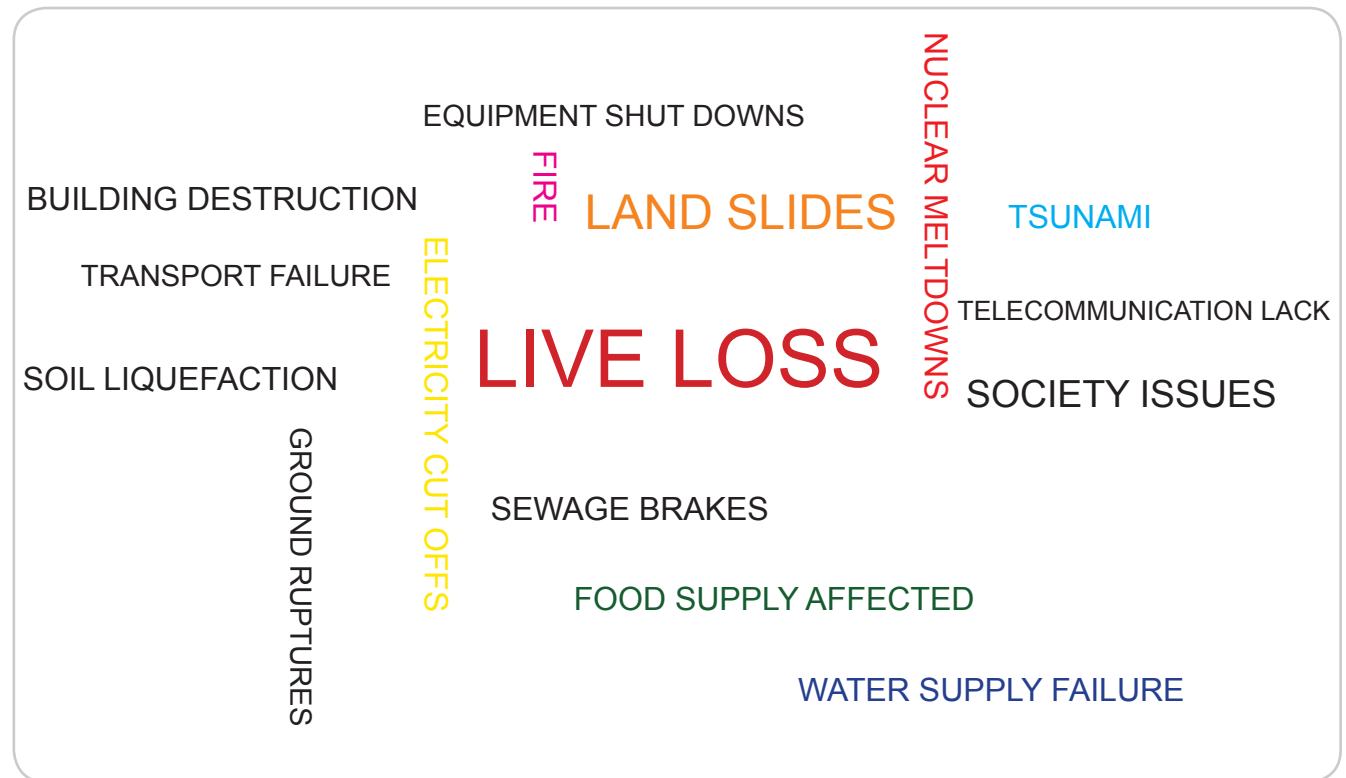 NUCLEAR MELTDOWNS
EQUIPMENT SHUT DOWNS
FIRE
BUILDING DESTRUCTION
LAND SLIDES
TSUNAMI
ELECTRICITY CUT OFFS
TRANSPORT FAILURE
TELECOMMUNICATION LACK
LIVE LOSS
SOIL LIQUEFACTION
SOCIETY ISSUES
GROUND RUPTURES
SEWAGE BRAKES
FOOD SUPPLY AFFECTED
WATER SUPPLY FAILURE